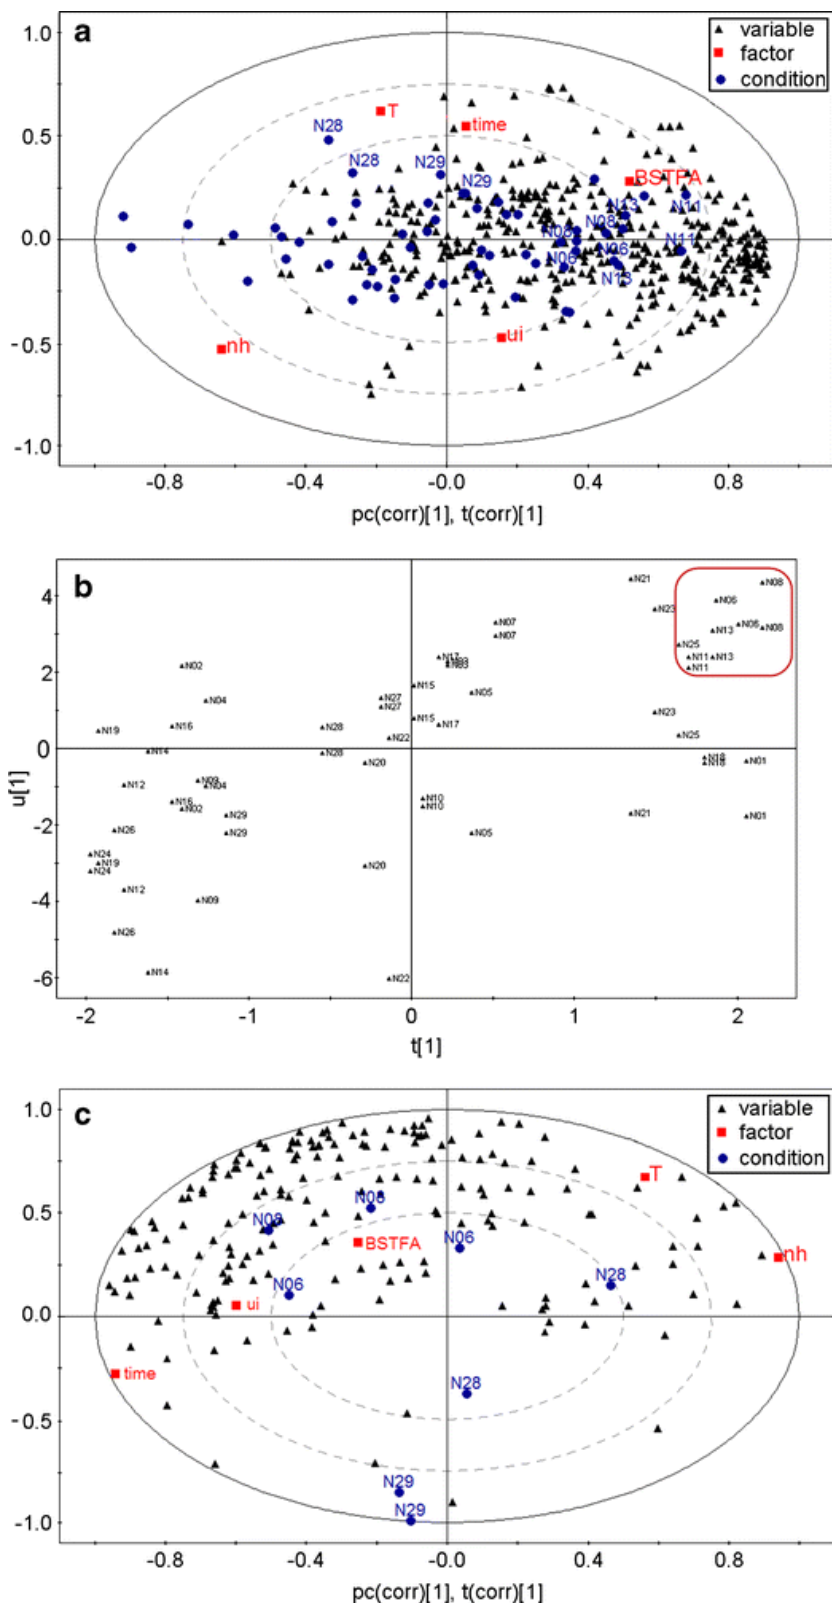 a
variable
factor
condition
1.0
0.5
0.0
-0.5
-1.0
N28
T
time
N28
N29
N29
BSTFA
N13
N11
N08
N08
N06
N06
N11
N13
nh
ui
-0.8
-0.4
-0.0
0.4
0.8
pc(corr)[1], t(corr)[1]
b
4
2
0
-2
-4
-6
u[1]
N21
N08
N06
N23
N07
N06
N08
N13
N07
N25
N17
N11
N13
N03
N02
N11
N15
N05
N04
N27
N27
N15
N17
N23
N16
N19
N28
N22
N25
N14
N28
N20
N18
N18
N01
N12
N09
N04
N10
N16
N10
N02
N29
N21
N01
N26
N29
N05
N24
N19
N24
N20
N12
N09
N26
N14
N22
-2
-1
0
1
2
t[1]
c
variable
factor
condition
1.0
0.5
0.0
-0.5
-1.0
T
N08
N08
N06
BSTFA
nh
N06
N28
ui
time
N28
N29
N29
-0.8
-0.4
-0.0
0.4
0.8
pc(corr)[1], t(corr)[1]